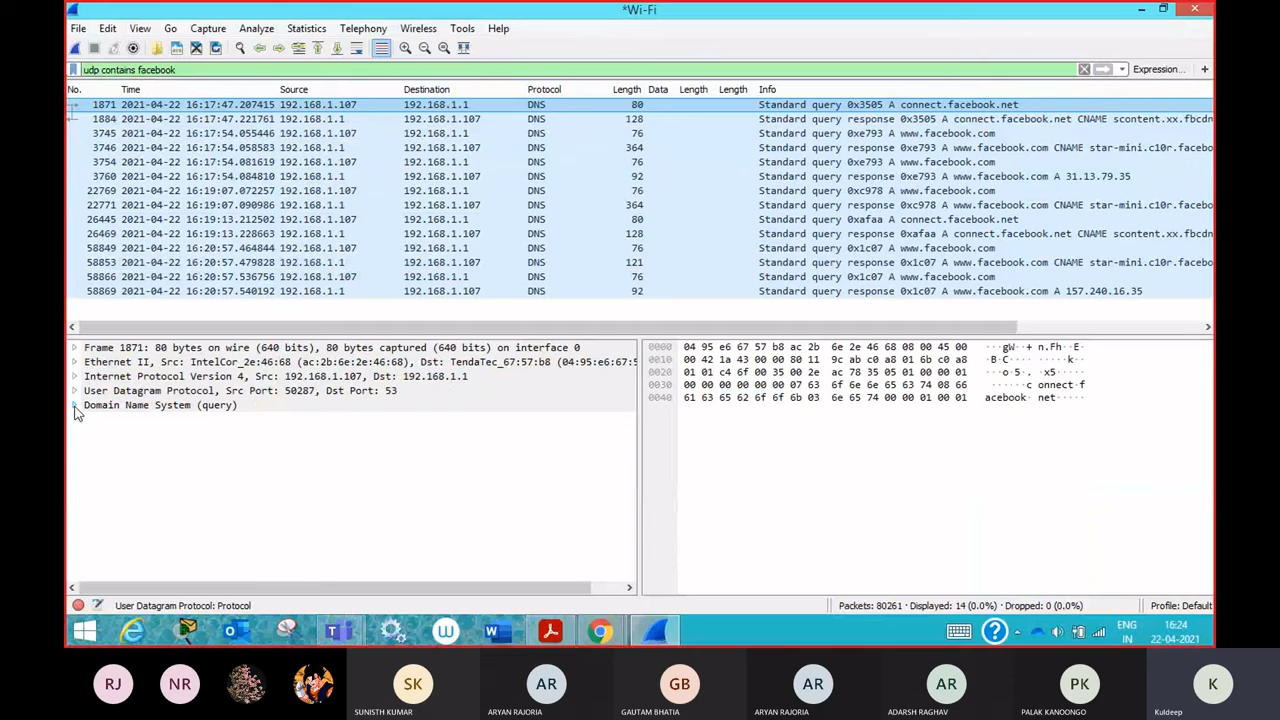 *Wi-Fi
File Edit View Go Capture Analyze Statistics Telephony Wireless Tools Help
udp contains facebook Expression... +
No. Time Source Destination Protocol Length Data Length Length Info
1871 2021-04-22 16:17:47.207415 192.168.1.107 192.168.1.1 DNS 80 Standard query 0x3505 A connect.facebook.net
1884 2021-04-22 16:17:47.221761 192.168.1.1 192.168.1.107 DNS 128 Standard query response 0x3505 A connect.facebook.net CNAME scontent.xx.fbcdn
3745 2021-04-22 16:17:54.055446 192.168.1.107 192.168.1.1 DNS 76 Standard query 0xe793 A www.facebook.com
3746 2021-04-22 16:17:54.058583 192.168.1.1 192.168.1.107 DNS 364 Standard query response 0xe793 A www.facebook.com CNAME star-mini.c10r.facebo
3754 2021-04-22 16:17:54.081619 192.168.1.107 192.168.1.1 DNS 76 Standard query 0xe793 A www.facebook.com
3760 2021-04-22 16:17:54.084810 192.168.1.1 192.168.1.107 DNS 92 Standard query response 0xe793 A www.facebook.com A 31.13.79.35
22769 2021-04-22 16:19:07.072257 192.168.1.107 192.168.1.1 DNS 76 Standard query 0xc978 A www.facebook.com
22771 2021-04-22 16:19:07.090986 192.168.1.1 192.168.1.107 DNS 364 Standard query response 0xc978 A www.facebook.com CNAME star-mini.c10r.facebo
26445 2021-04-22 16:19:13.212502 192.168.1.107 192.168.1.1 DNS 80 Standard query 0xafaa A connect.facebook.net
26469 2021-04-22 16:19:13.228663 192.168.1.1 192.168.1.107 DNS 128 Standard query response 0xafaa A connect.facebook.net CNAME scontent.xx.fbcdn
58849 2021-04-22 16:20:57.464844 192.168.1.107 192.168.1.1 DNS 76 Standard query 0x1c07 A www.facebook.com
58853 2021-04-22 16:20:57.479828 192.168.1.1 192.168.1.107 DNS 121 Standard query response 0x1c07 A www.facebook.com CNAME star-mini.c10r.facebo
58866 2021-04-22 16:20:57.536756 192.168.1.107 192.168.1.1 DNS 76 Standard query 0x1c07 A www.facebook.com
58869 2021-04-22 16:20:57.540192 192.168.1.1 192.168.1.107 DNS 92 Standard query response 0x1c07 A www.facebook.com A 157.240.16.35
Frame 1871: 80 bytes on wire (640 bits), 80 bytes captured (640 bits) on interface 0
Ethernet II, Src: IntelCor_2e:46:68 (ac:2b:6e:2e:46:68), Dst: TendaTec_67:57:b8 (04:95:e6:67:5
Internet Protocol Version 4, Src: 192.168.1.107, Dst: 192.168.1.1
User Datagram Protocol, Src Port: 50287, Dst Port: 53
Domain Name System (query)
0000 04 95 e6 67 57 b8 ac 2b 6e 2e 46 68 08 00 45 00 ···gW··+ n.Fh··E·
0010 00 42 1a 43 00 00 80 11 9c ab c0 a8 01 6b c0 a8 ·B·C···· ·····k··
0020 01 01 c4 6f 00 35 00 2e ac 78 35 05 01 00 00 01 ···o·5·. ·x5·····
0030 00 00 00 00 00 00 07 63 6f 6e 6e 65 63 74 08 66 ·······c onnect·f
0040 61 63 65 62 6f 6f 6b 03 6e 65 74 00 00 01 00 01 acebook· net·····
User Datagram Protocol: Protocol Packets: 80261 · Displayed: 14 (0.0%) · Dropped: 0 (0.0%) Profile: Default
ENG IN
16:24
22-04-2021
RJ NR SK AR GB AR AR PK K
SUNISTH KUMAR ARYAN RAJORIA GAUTAM BHATIA ARYAN RAJORIA ADARSH RAGHAV PALAK KANOONGO Kuldeep